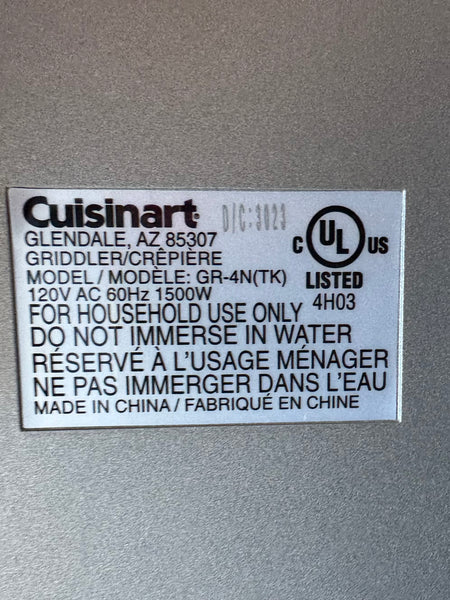 Cuisinart D/C:3023
GLENDALE, AZ 85307
GRIDDLER/CRÊPIÈRE
MODEL / MODÈLE: GR-4N(TK)
120V AC 60Hz 1500W
FOR HOUSEHOLD USE ONLY
DO NOT IMMERSE IN WATER
RÉSERVÉ À L'USAGE MÉNAGER
NE PAS IMMERGER DANS L'EAU
MADE IN CHINA / FABRIQUÉ EN CHINE
C UL US
LISTED
4H03